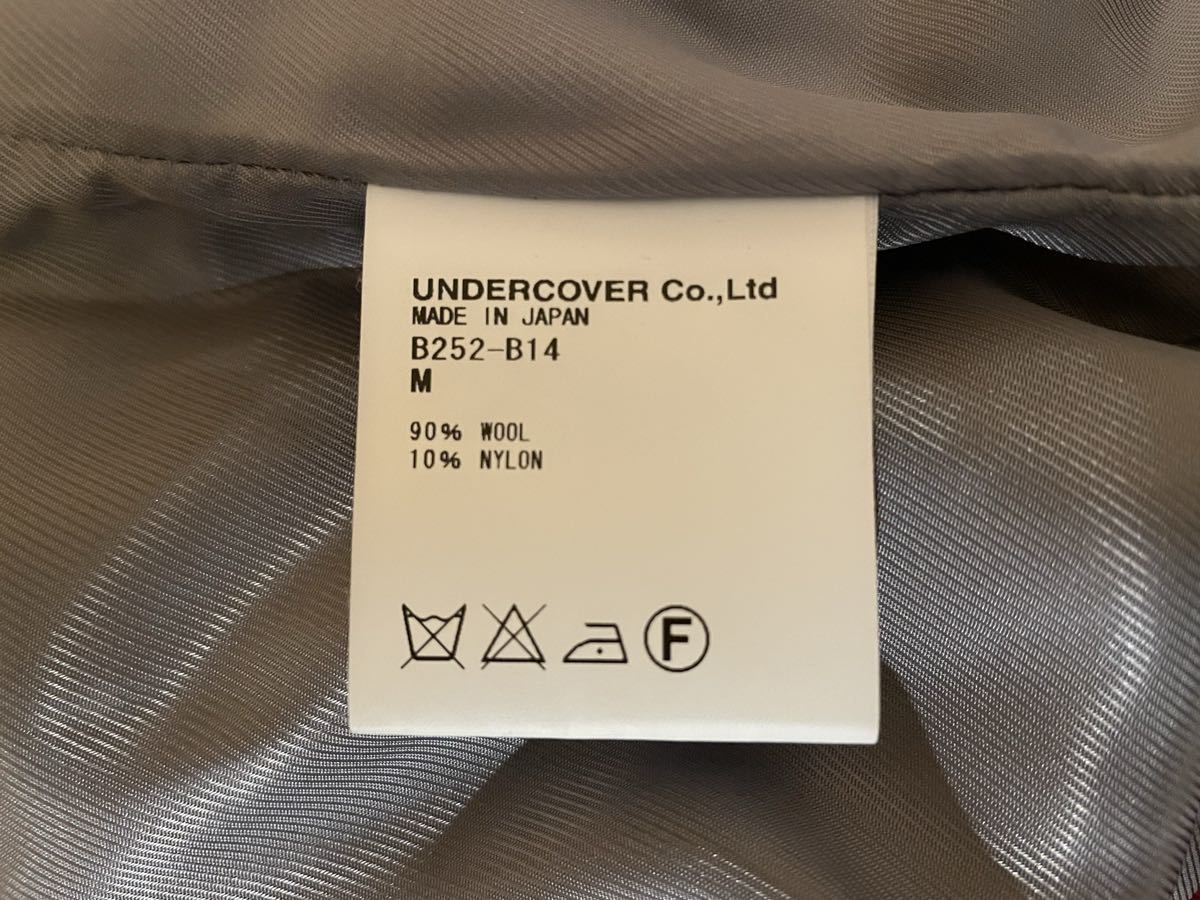 UNDERCOVER Co.,Ltd
MADE IN JAPAN
B252-B14
M
90% WOOL
10% NYLON
F